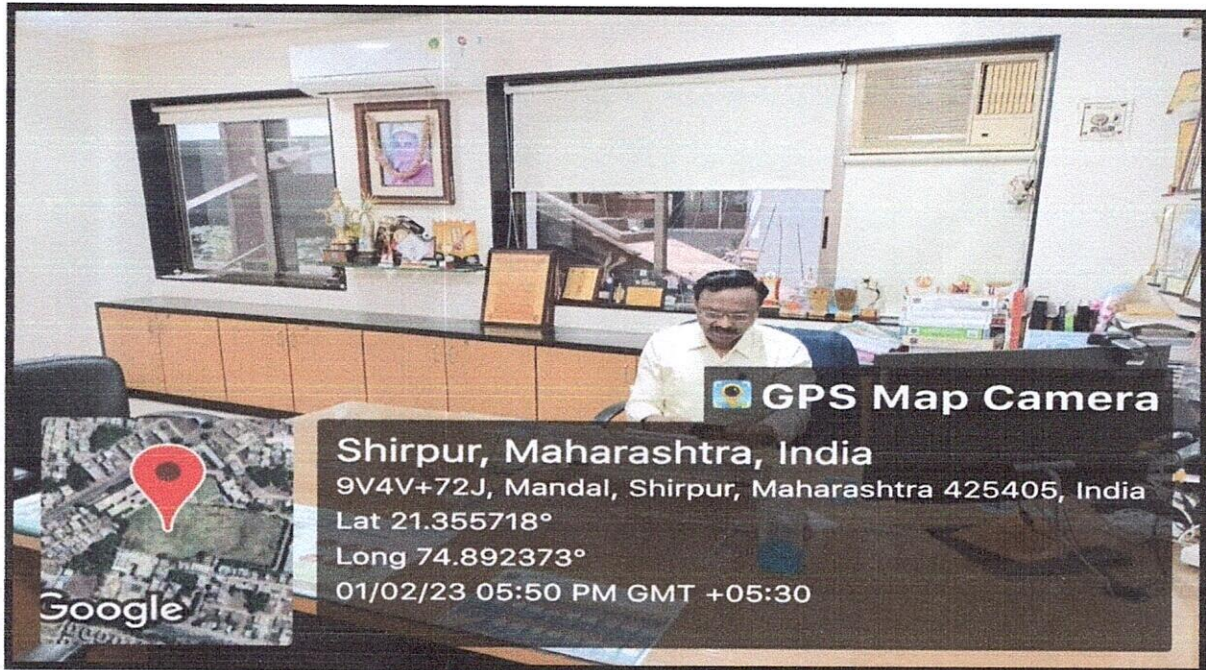 GPS Map Camera
Shirpur, Maharashtra, India
9V4V+72J, Mandal, Shirpur, Maharashtra 425405, India
Lat 21.355718°
Long 74.892373°
01/02/23 05:50 PM GMT +05:30
Google